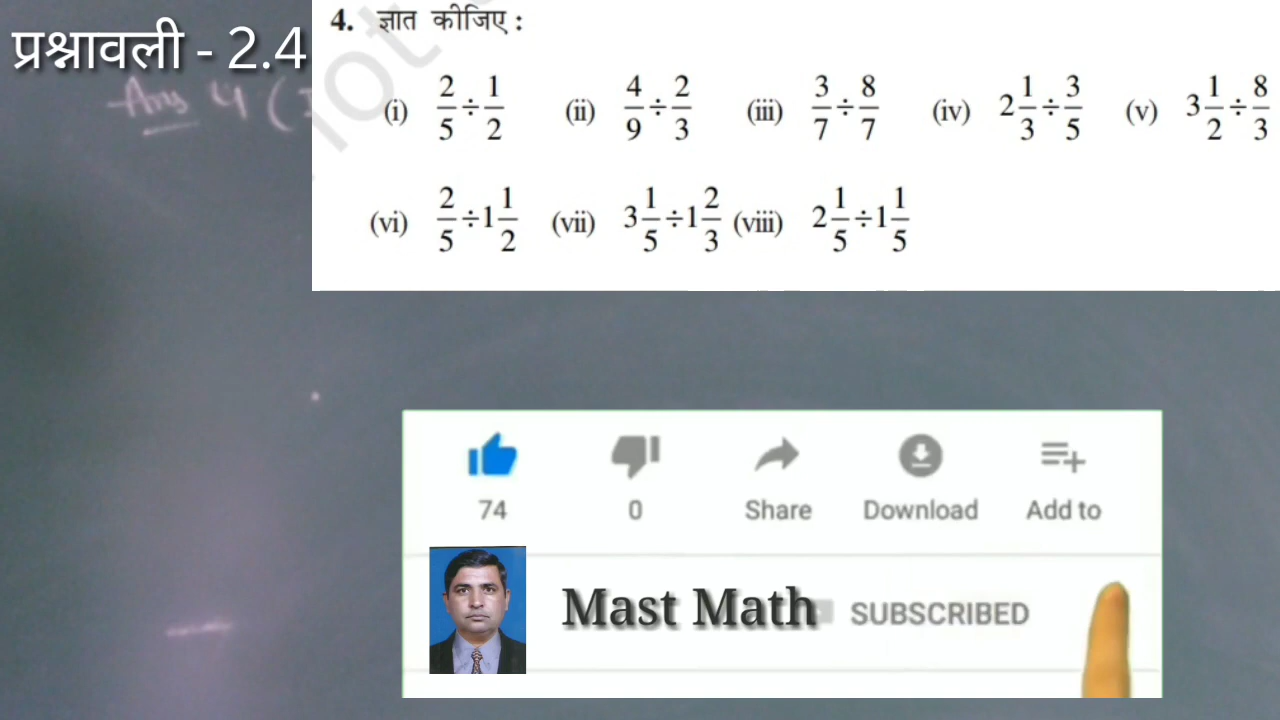 प्रश्नावली - 2.4
Ans 4 (
4. ज्ञात कीजिए :
(i) 2/5 ÷ 1/2 (ii) 4/9 ÷ 2/3 (iii) 3/7 ÷ 8/7 (iv) 2 1/3 ÷ 3/5 (v) 3 1/2 ÷ 8/3
(vi) 2/5 ÷ 1 1/2 (vii) 3 1/5 ÷ 1 2/3 (viii) 2 1/5 ÷ 1 1/5
74 0 Share Download Add to
Mast Math SUBSCRIBED